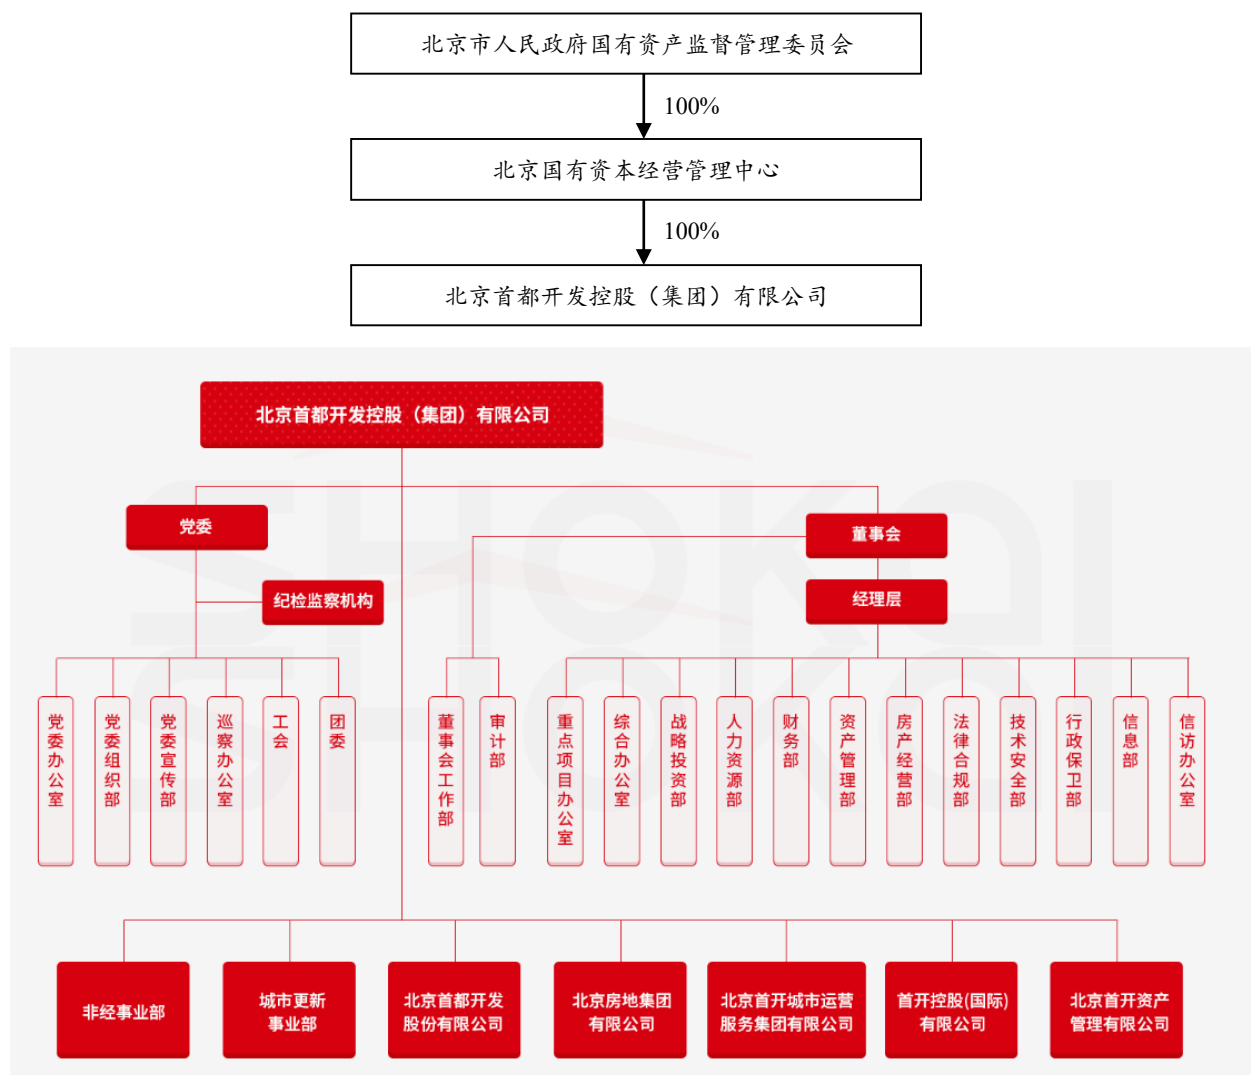 北京市人民政府国有资产监督管理委员会
100%
北京国有资本经营管理中心
100%
北京首都开发控股（集团）有限公司
北京首都开发控股（集团）有限公司
党委
董事会
纪检监察机构
经理层
党委办公室
党委组织部
党委宣传部
巡察办公室
工会
团委
董事会工作部
审计部
重点项目办公室
综合办公室
战略投资部
人力资源部
财务部
资产管理部
房产经营部
法律合规部
技术安全部
行政保卫部
信息部
信访办公室
非经事业部
城市更新
事业部
北京首都开发
股份有限公司
北京房地集团
有限公司
北京首开城市运营
服务集团有限公司
首开控股(国际)
有限公司
北京首开资产
管理有限公司
SHOKAI
SHOKAI